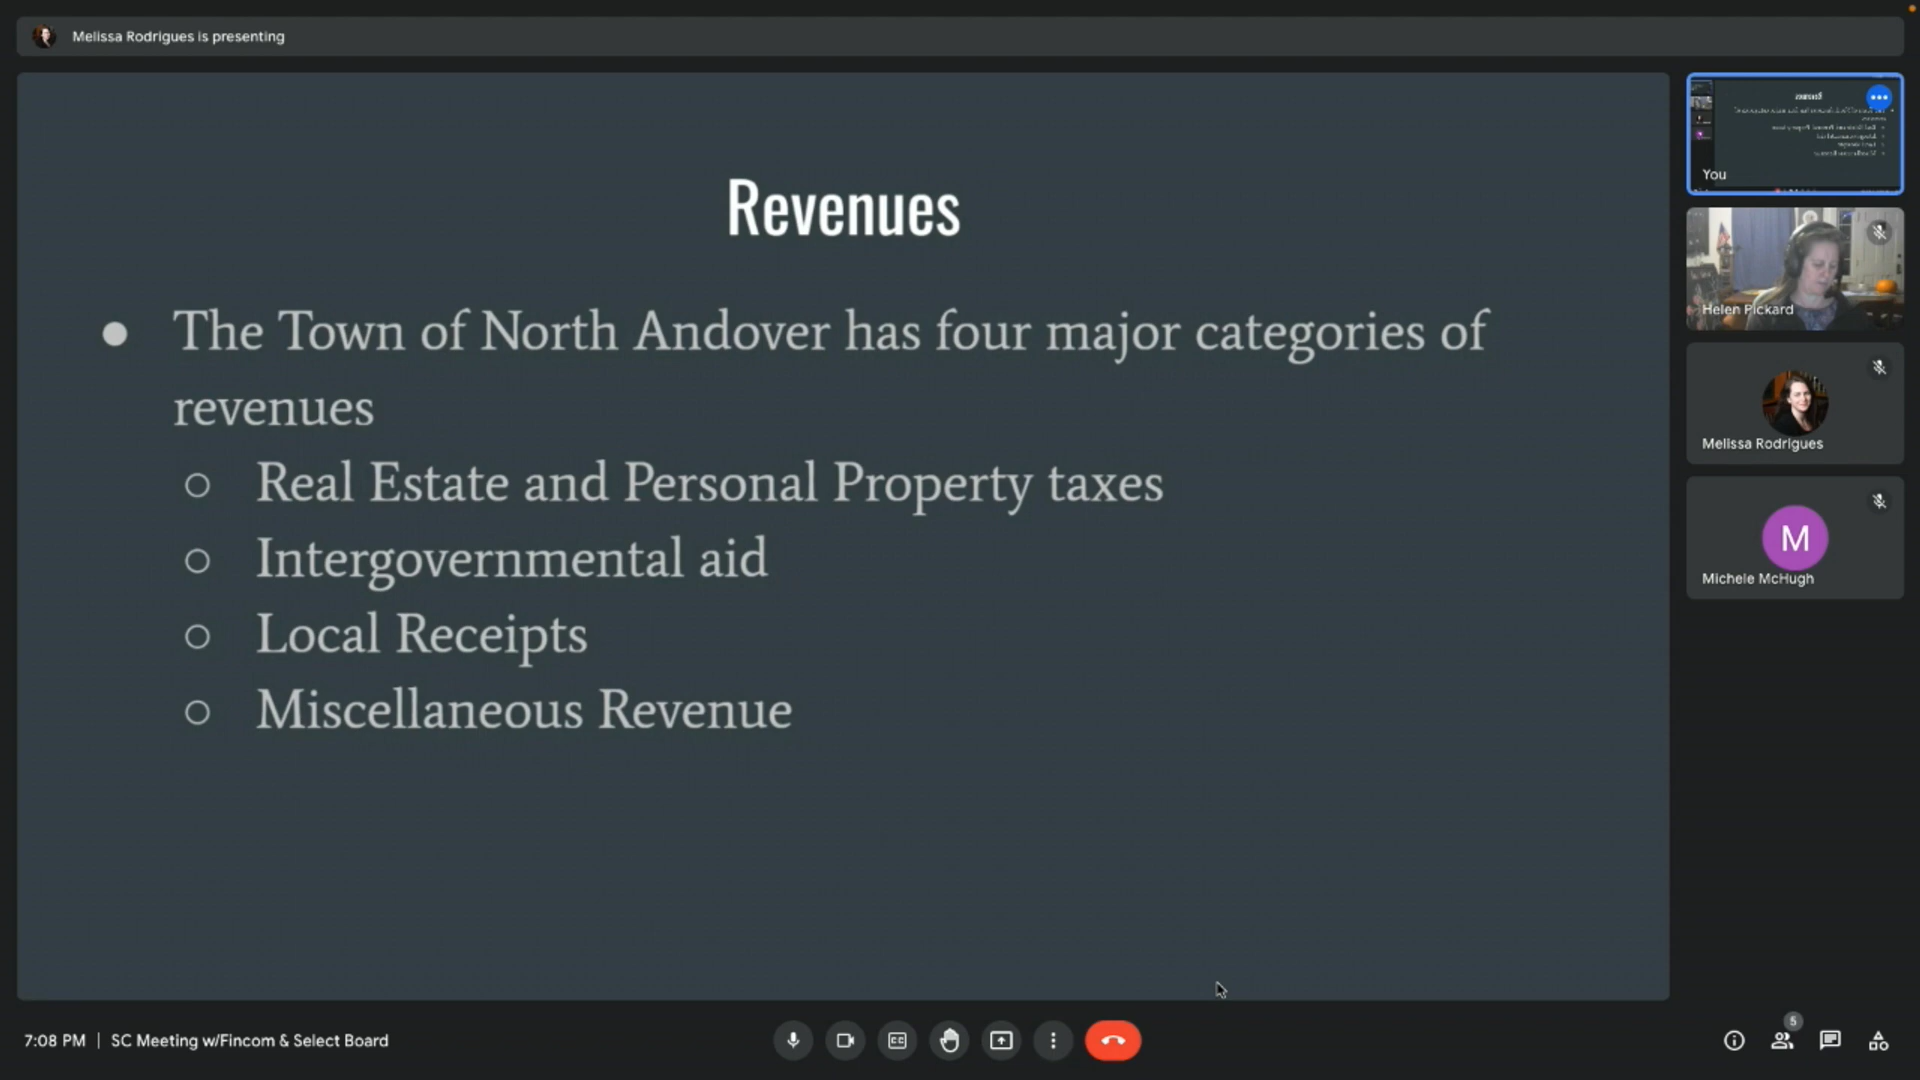 Melissa Rodrigues is presenting
Revenues
● The Town of North Andover has four major categories of
revenues
○ Real Estate and Personal Property taxes
○ Intergovernmental aid
○ Local Receipts
○ Miscellaneous Revenue
You
Helen Pickard
Melissa Rodrigues
M
Michele McHugh
7:08 PM | SC Meeting w/Fincom & Select Board
CC
5